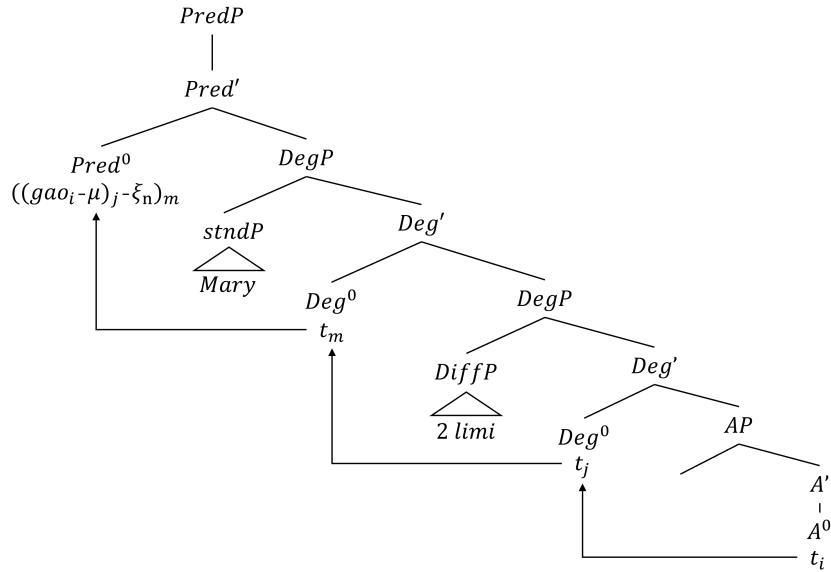 PredP
Pred′
Pred⁰ DegP
((gaoᵢ-μ)ⱼ-ξₙ)ₘ
stndP Deg′
Mary
Deg⁰ DegP
tₘ
DiffP Deg’
2 limi
Deg⁰ AP
tⱼ
A’
A⁰
tᵢ